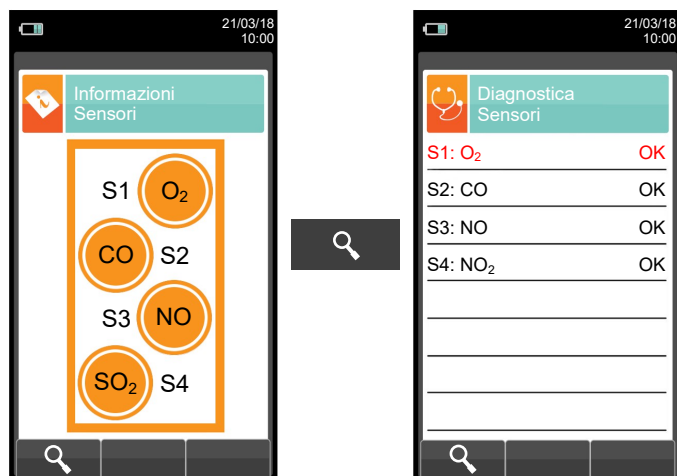 21/03/18
10:00
Informazioni
Sensori
S1 O₂
CO S2
S3 NO
SO₂ S4
21/03/18
10:00
Diagnostica
Sensori
S1: O₂ OK
S2: CO OK
S3: NO OK
S4: NO₂ OK